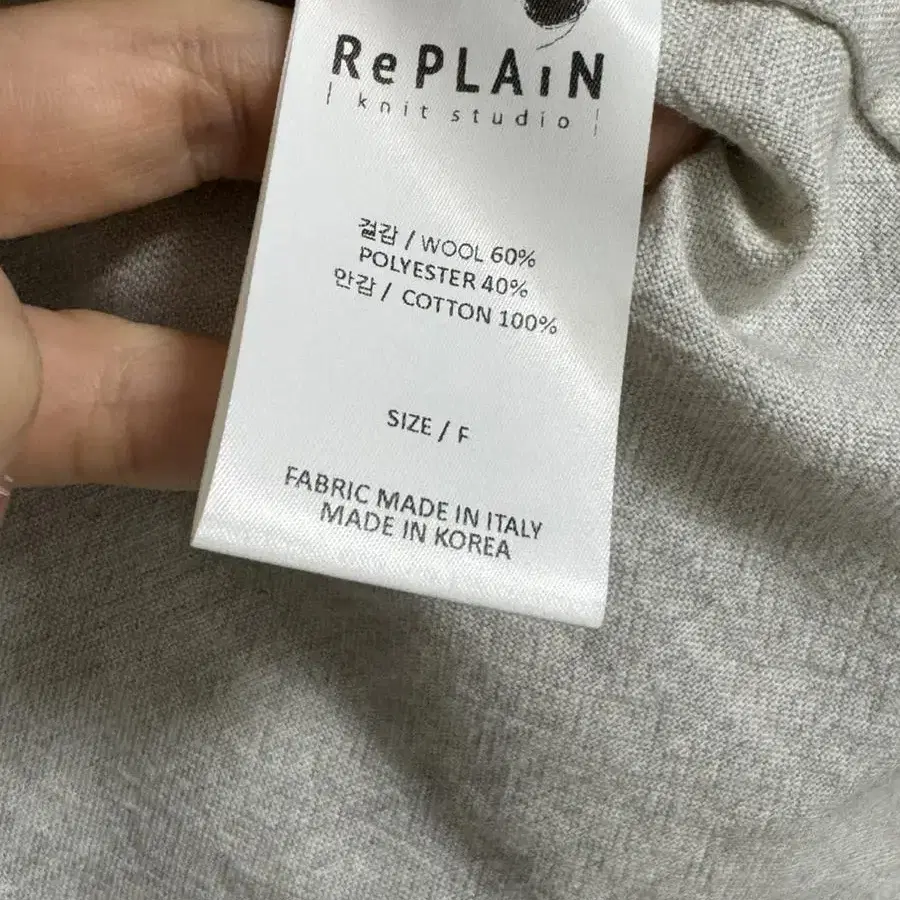 RePLAiN
| knit studio |
겉감 / WOOL 60%
POLYESTER 40%
안감 / COTTON 100%
SIZE / F
FABRIC MADE IN ITALY
MADE IN KOREA